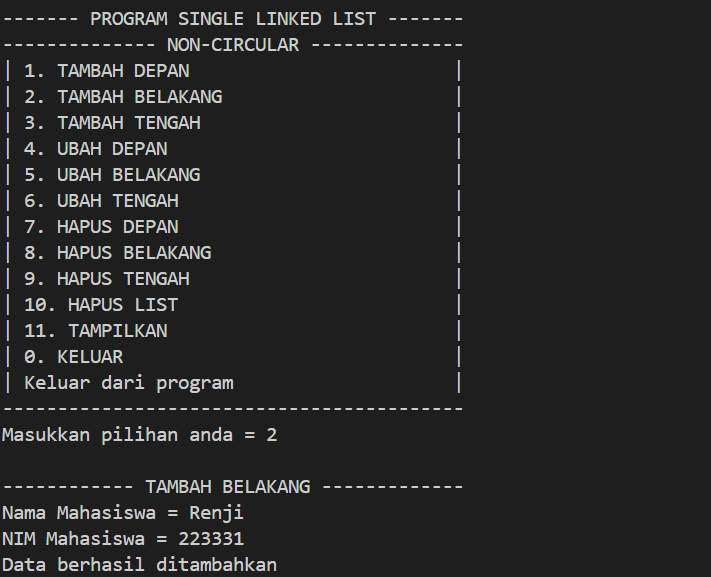 ------- PROGRAM SINGLE LINKED LIST -------
-------------- NON-CIRCULAR --------------
| 1. TAMBAH DEPAN                        |
| 2. TAMBAH BELAKANG                     |
| 3. TAMBAH TENGAH                       |
| 4. UBAH DEPAN                          |
| 5. UBAH BELAKANG                       |
| 6. UBAH TENGAH                         |
| 7. HAPUS DEPAN                         |
| 8. HAPUS BELAKANG                      |
| 9. HAPUS TENGAH                        |
| 10. HAPUS LIST                         |
| 11. TAMPILKAN                          |
| 0. KELUAR                              |
| Keluar dari program                    |
------------------------------------------
Masukkan pilihan anda = 2

------------ TAMBAH BELAKANG -------------
Nama Mahasiswa = Renji
NIM Mahasiswa = 223331
Data berhasil ditambahkan